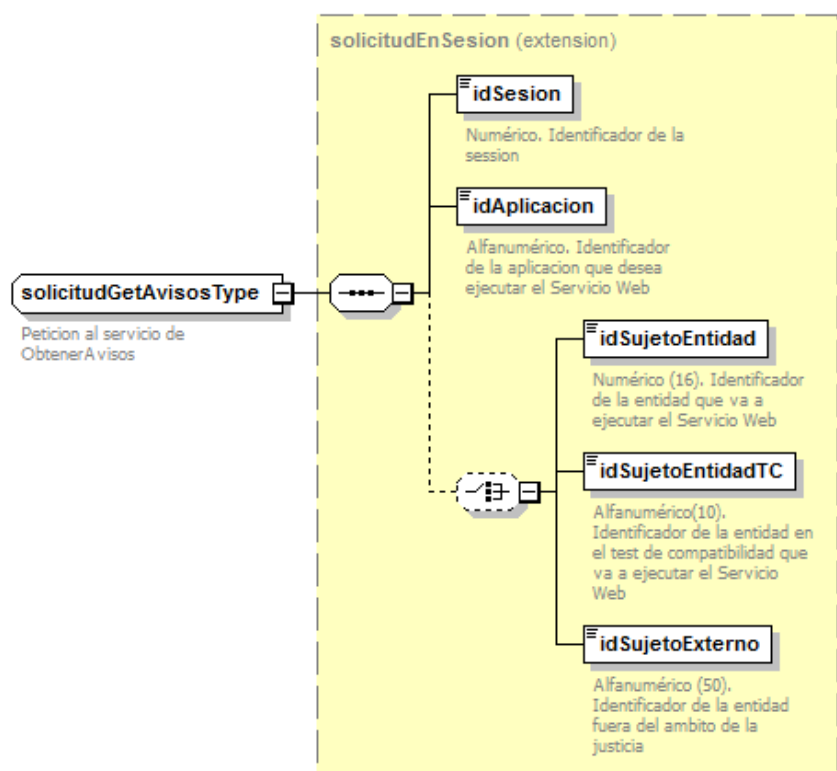 solicitudEnSesion (extension)
idSesion
Numérico. Identificador de la
session
idAplicacion
Alfanumérico. Identificador
de la aplicacion que desea
ejecutar el Servicio Web
solicitudGetAvisosType
Peticion al servicio de
ObtenerAvisos
idSujetoEntidad
Numérico (16). Identificador
de la entidad que va a
ejecutar el Servicio Web
idSujetoEntidadTC
Alfanumérico(10).
Identificador de la entidad en
el test de compatibilidad que
va a ejecutar el Servicio
Web
idSujetoExterno
Alfanumérico (50).
Identificador de la entidad
fuera del ambito de la
justicia